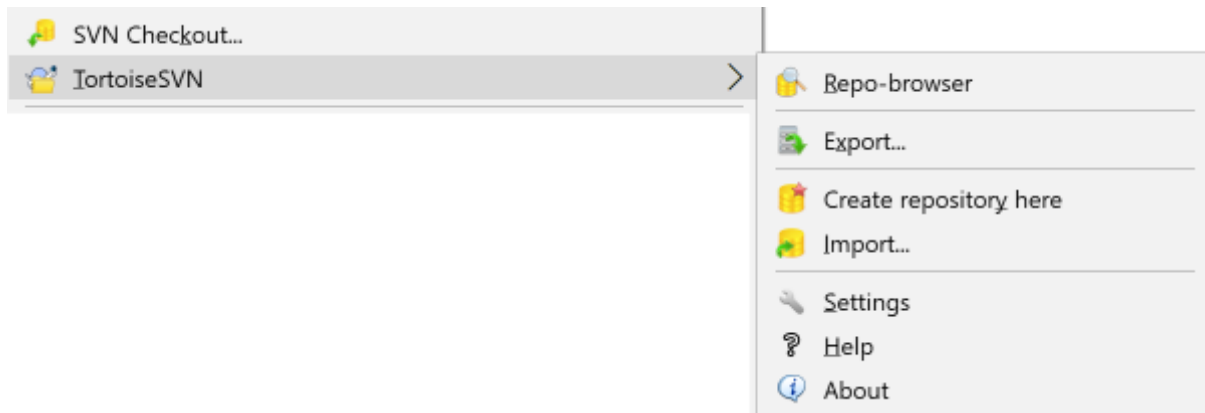 SVN Checkout...
TortoiseSVN
Repo-browser
Export...
Create repository here
Import...
Settings
Help
About